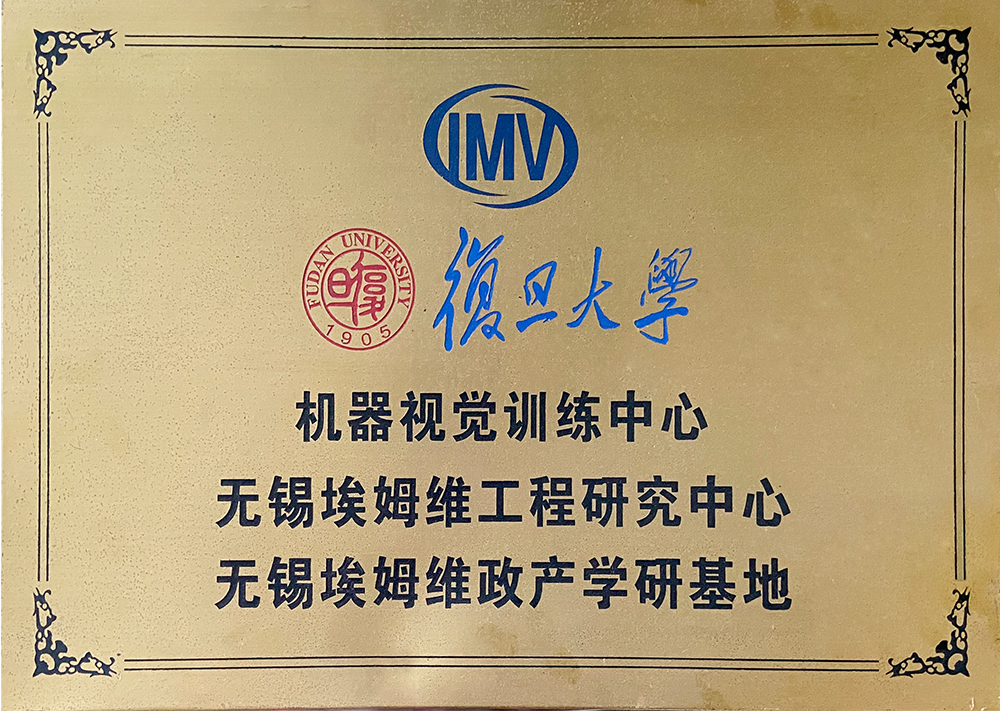 IMV
FUDAN UNIVERSITY
復旦
1905
復旦大學
机器视觉训练中心
无锡埃姆维工程研究中心
无锡埃姆维政产学研基地